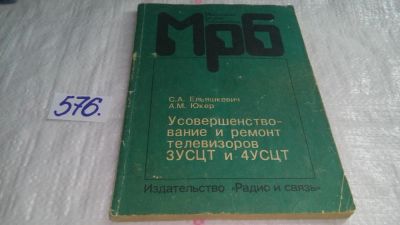 МРБ
576.
С.А. Ельяшкевич
А.М. Юкер
Усовершенство-
вание и ремонт
телевизоров
3УСЦТ и 4УСЦТ
Издательство «Радио и связь»